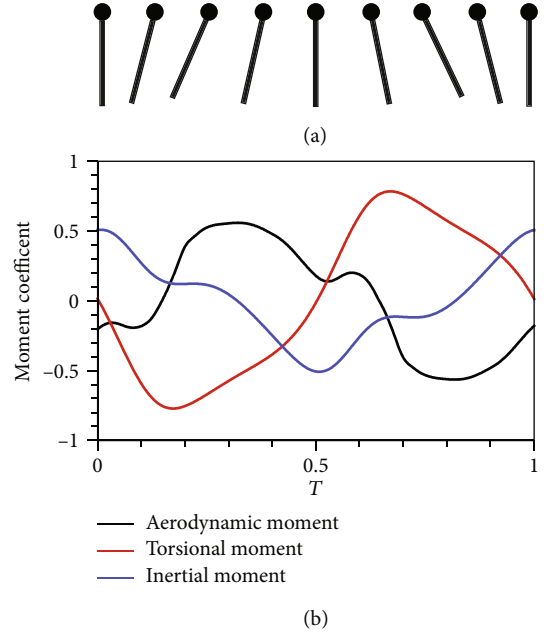 (a)
1
0.5
0
−0.5
−1
Moment coefficent
0
0.5
1
T
Aerodynamic moment
Torsional moment
Inertial moment
(b)